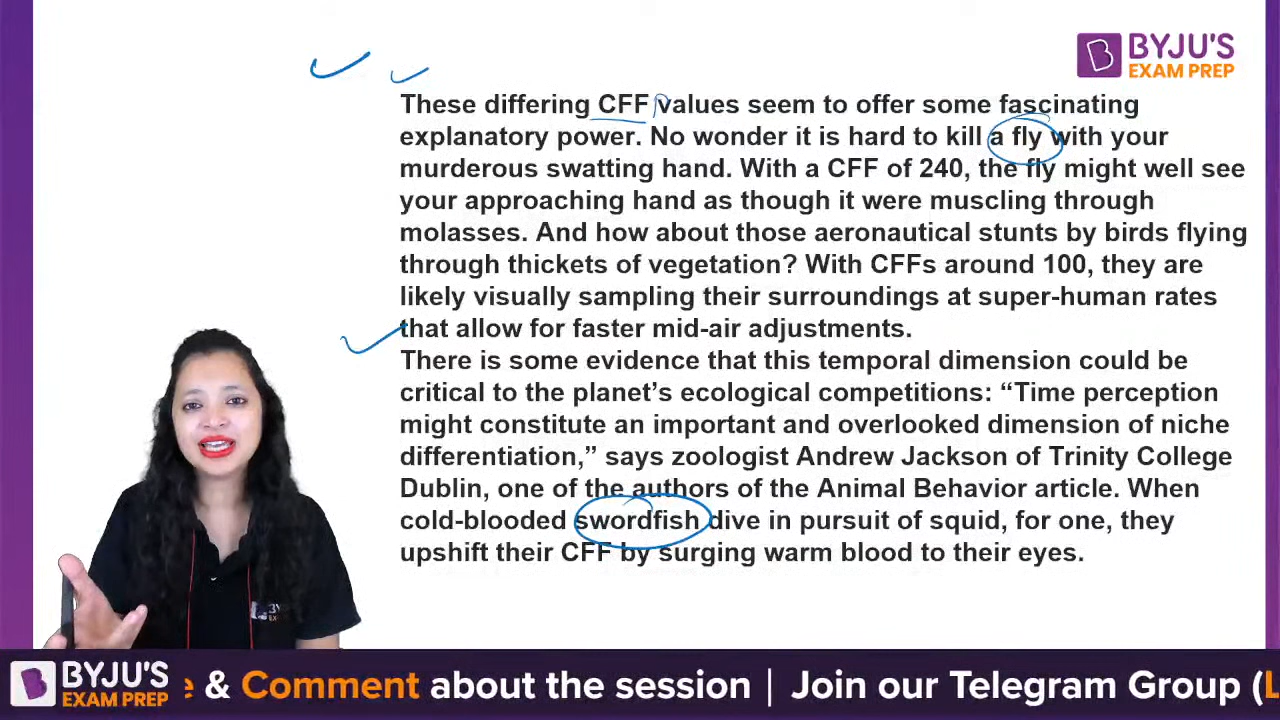 BYJU'S
EXAM PREP
These differing CFF values seem to offer some fascinating
explanatory power. No wonder it is hard to kill a fly with your
murderous swatting hand. With a CFF of 240, the fly might well see
your approaching hand as though it were muscling through
molasses. And how about those aeronautical stunts by birds flying
through thickets of vegetation? With CFFs around 100, they are
likely visually sampling their surroundings at super-human rates
that allow for faster mid-air adjustments.
There is some evidence that this temporal dimension could be
critical to the planet’s ecological competitions: “Time perception
might constitute an important and overlooked dimension of niche
differentiation,” says zoologist Andrew Jackson of Trinity College
Dublin, one of the authors of the Animal Behavior article. When
cold-blooded swordfish dive in pursuit of squid, for one, they
upshift their CFF by surging warm blood to their eyes.
BYJU'S
EXAM PREP
e & Comment about the session | Join our Telegram Group (